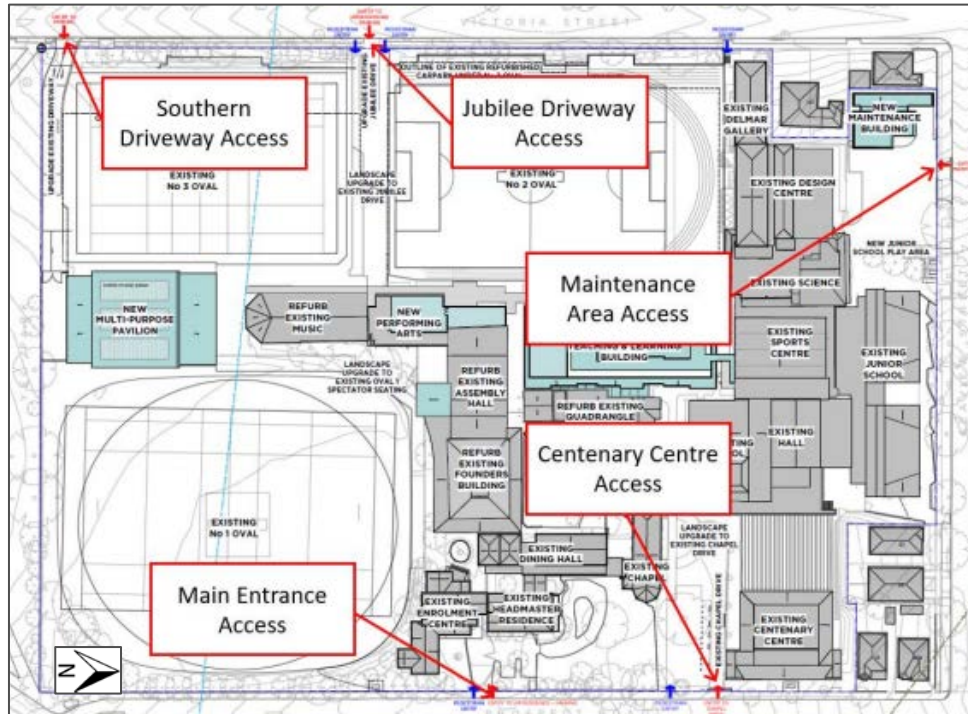 VICTORIA STREET
PEDESTRIAN
ENTRY
PEDESTRIAN
ENTRY
UPGRADE EXISTING DRIVEWAY
Southern
Driveway Access
UPGRADE EXISTING
JUBILEE DRIVE
OUTLINE OF EXISTING REFURBISHED
Jubilee Driveway
Access
EXISTING
DELMAR
GALLERY
NEW
MAINTENANCE
BUILDING
EXISTING
No 3 OVAL
LANDSCAPE
UPGRADE TO
EXISTING JUBILEE
DRIVE
EXISTING
No 2 OVAL
EXISTING DESIGN
CENTRE
NEW JUNIOR
SCHOOL PLAY AREA
EXISTING SCIENCE
Maintenance
Area Access
NEW
MULTI-PURPOSE
PAVILION
REFURB
EXISTING
MUSIC
NEW
PERFORMING
ARTS
TEACHING & LEARNING
BUILDING
EXISTING
SPORTS
CENTRE
EXISTING
JUNIOR
SCHOOL
LANDSCAPE
UPGRADE TO
EXISTING OVAL 1
SPECTATOR SEATING
REFURB
EXISTING
ASSEMBLY
HALL
REFURB EXISTING
QUADRANGLE
EXISTING
HALL
REFURB
EXISTING
FOUNDERS
BUILDING
Centenary Centre
Access
EXISTING
No 1 OVAL
LANDSCAPE
UPGRADE TO
EXISTING CHAPEL
DRIVE
EXISTING
DINING HALL
EXISTING
CHAPEL
Main Entrance
Access
EXISTING
ENROLMENT
CENTRE
EXISTING
HEADMASTER
RESIDENCE
EXISTING CHAPEL DRIVE
EXISTING
CENTENARY
CENTRE
N